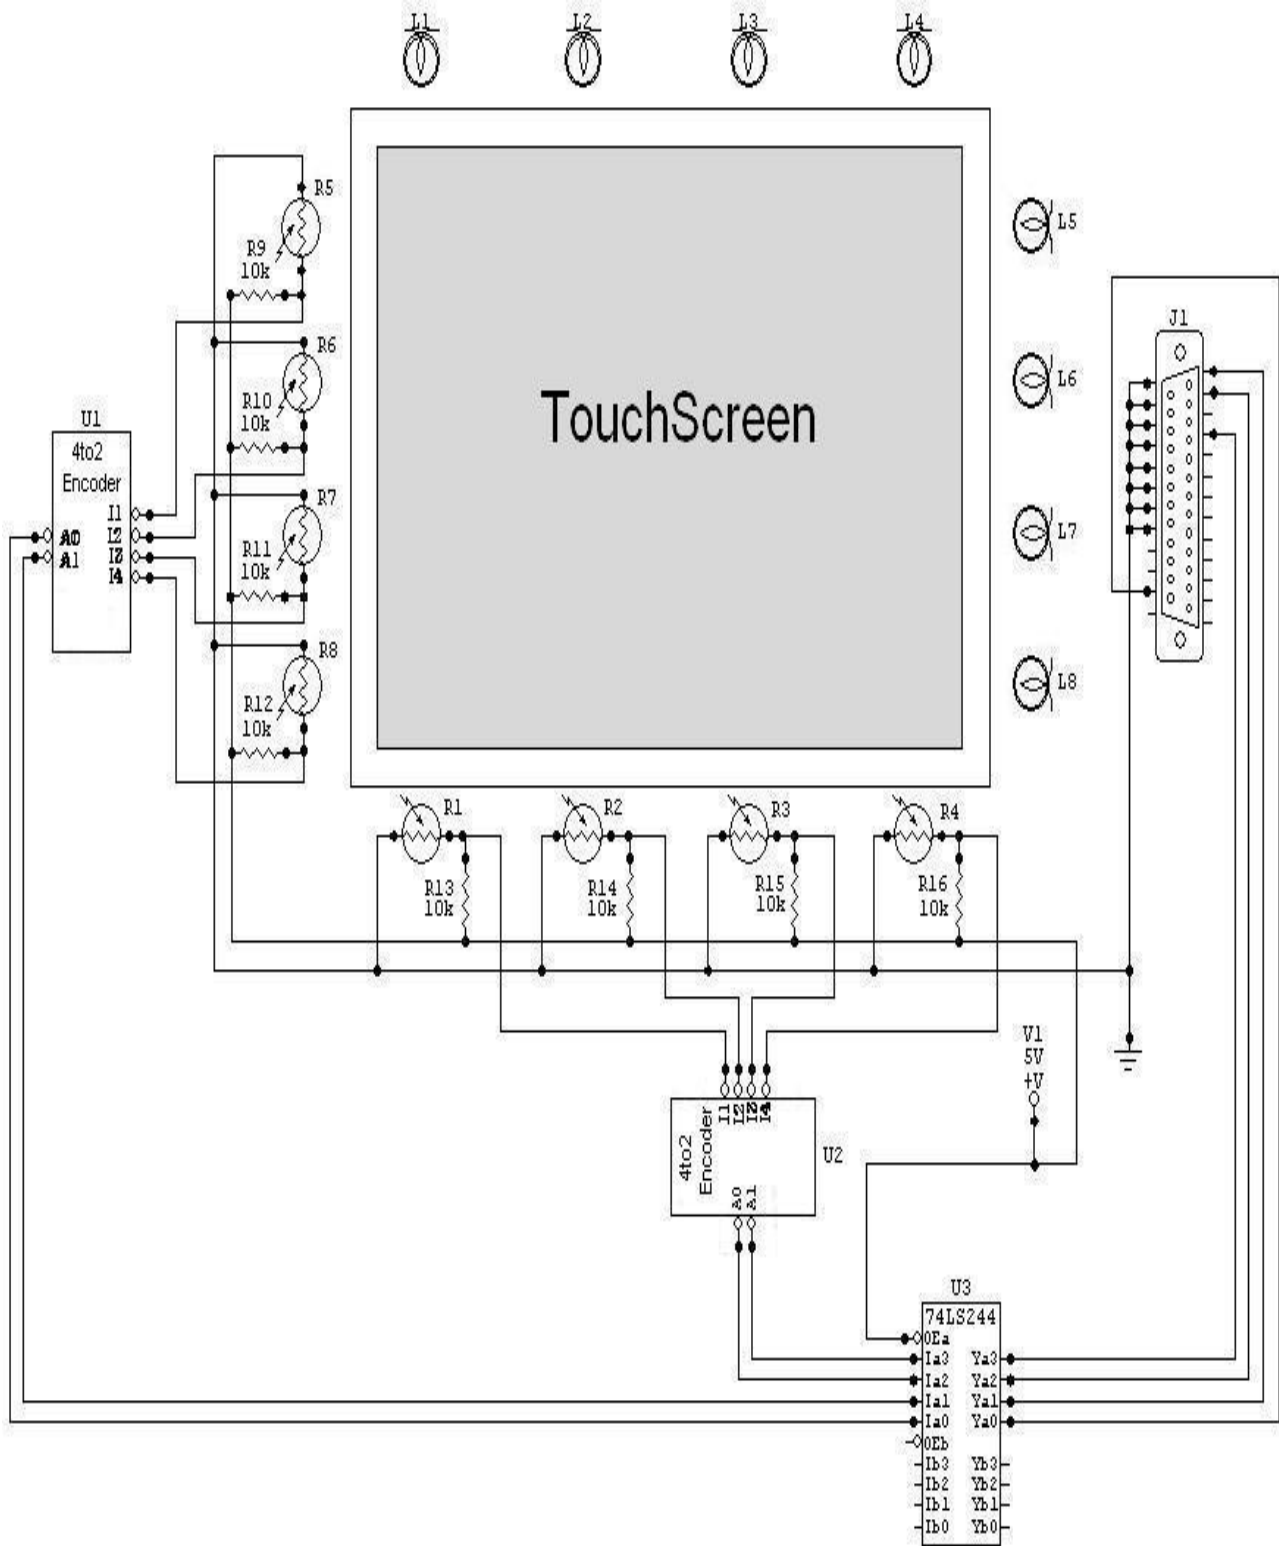 L1
L2
L3
L4
R5
R9
10k
L5
J1
R6
R10
10k
L6
TouchScreen
U1
4to2
Encoder
I1
I2
I3
I4
A0
A1
R7
R11
10k
L7
R8
R12
10k
L8
R1
R2
R3
R4
R13
10k
R14
10k
R15
10k
R16
10k
V1
5V
+V
I1
I2
I3
I4
4to2
Encoder
A0
A1
U2
U3
74LS244
OEa
Ia3 Ya3
Ia2 Ya2
Ia1 Ya1
Ia0 Ya0
OEb
Ib3 Yb3
Ib2 Yb2
Ib1 Yb1
Ib0 Yb0